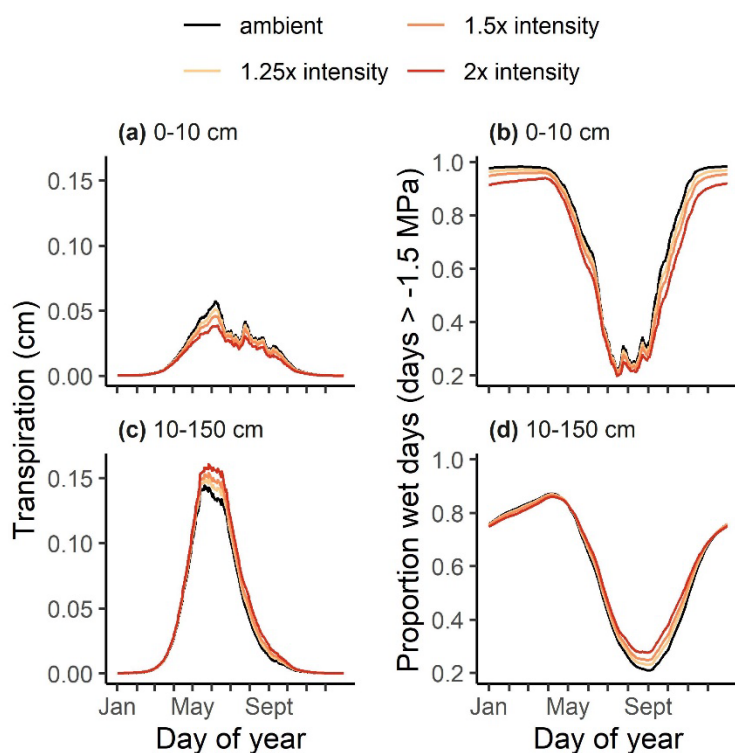 ambient
1.5x intensity
1.25x intensity
2x intensity
(a) 0-10 cm
(b) 0-10 cm
0.15
0.10
0.05
0.00
1.0
0.8
0.6
0.4
0.2
(c) 10-150 cm
(d) 10-150 cm
0.15
0.10
0.05
0.00
1.0
0.8
0.6
0.4
0.2
Transpiration (cm)
Proportion wet days (days > -1.5 MPa)
Jan May Sept
Jan May Sept
Day of year
Day of year